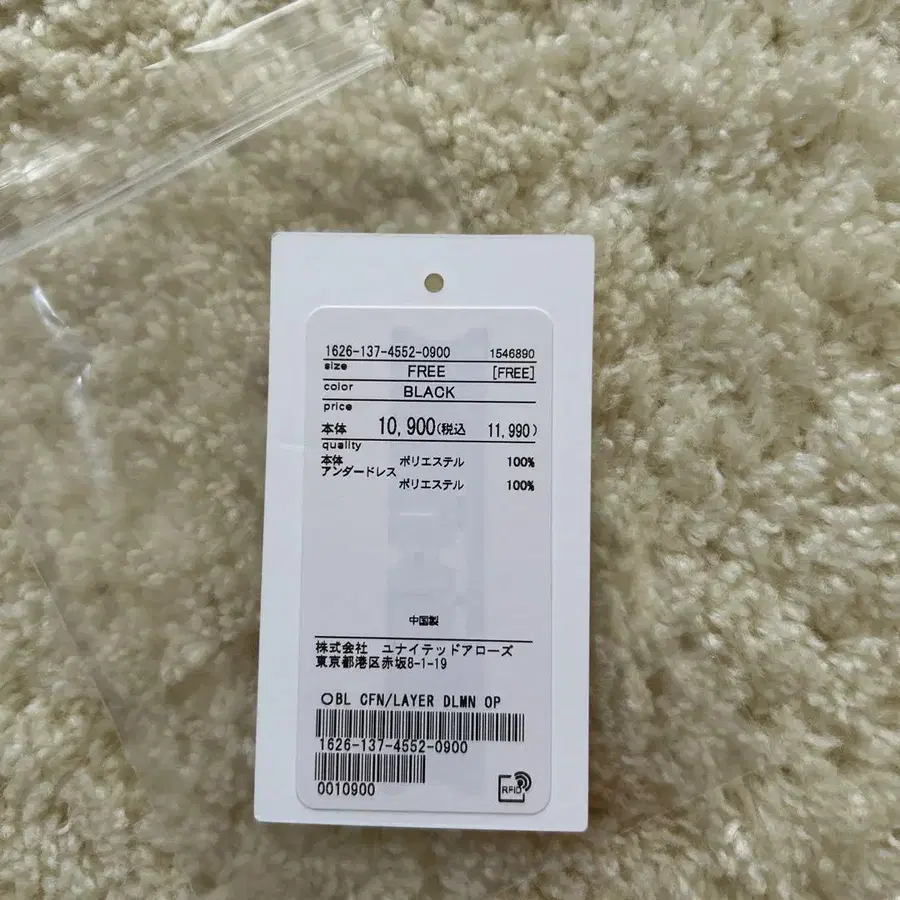 1626-137-4552-0900 1546890
size FREE [FREE]
color BLACK
price
本体 10,900(税込 11,990)
quality
本体 ポリエステル 100%
アンダードレス
ポリエステル 100%
中国製
株式会社 ユナイテッドアローズ
東京都港区赤坂8-1-19
○BL CFN/LAYER DLMN OP
1626-137-4552-0900
0010900
RFID